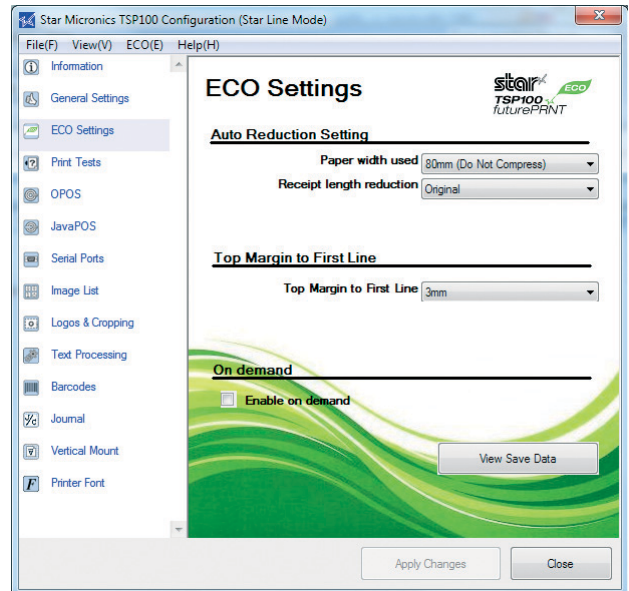 Star Micronics TSP100 Configuration (Star Line Mode)
File(F) View(V) ECO(E) Help(H)
Information
General Settings
ECO Settings
Print Tests
OPOS
JavaPOS
Serial Ports
Image List
Logos & Cropping
Text Processing
Barcodes
Journal
Vertical Mount
Printer Font
ECO Settings
star ECO
TSP100
futurePRNT
Auto Reduction Setting
Paper width used 80mm (Do Not Compress)
Receipt length reduction Original
Top Margin to First Line
Top Margin to First Line 3mm
On demand
Enable on demand
View Save Data
Apply Changes Close